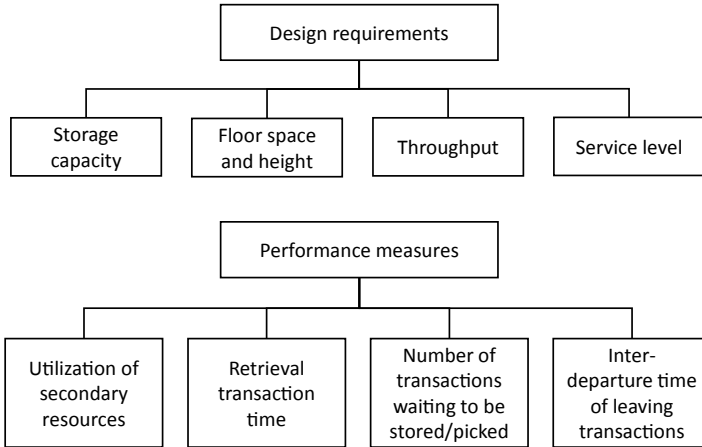 Design requirements
Storage
capacity
Floor space
and height
Throughput
Service level
Performance measures
Utilization of
secondary
resources
Retrieval
transaction
time
Number of
transactions
waiting to be
stored/picked
Inter-
departure time
of leaving
transactions